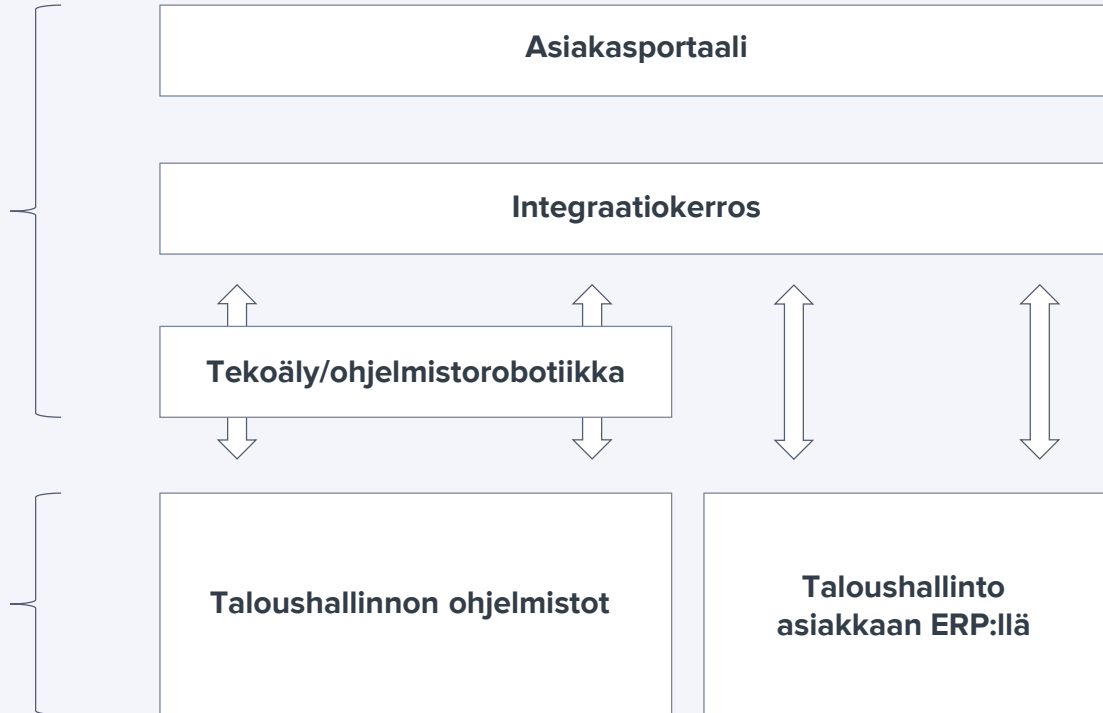 Asiakasportaali
Integraatiokerros
Tekoäly/ohjelmistorobotiikka
Taloushallinnon ohjelmistot
Taloushallinto
asiakkaan ERP:llä